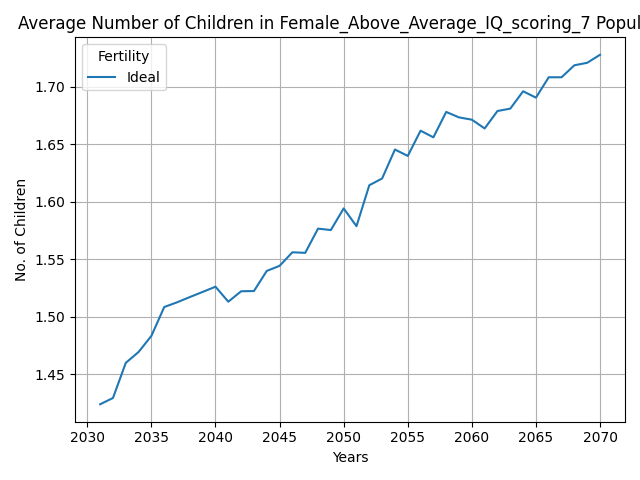 Average Number of Children in Female_Above_Average_IQ_scoring_7 Popul
Fertility
Ideal
No. of Children
1.70
1.65
1.60
1.55
1.50
1.45
2030 2035 2040 2045 2050 2055 2060 2065 2070
Years